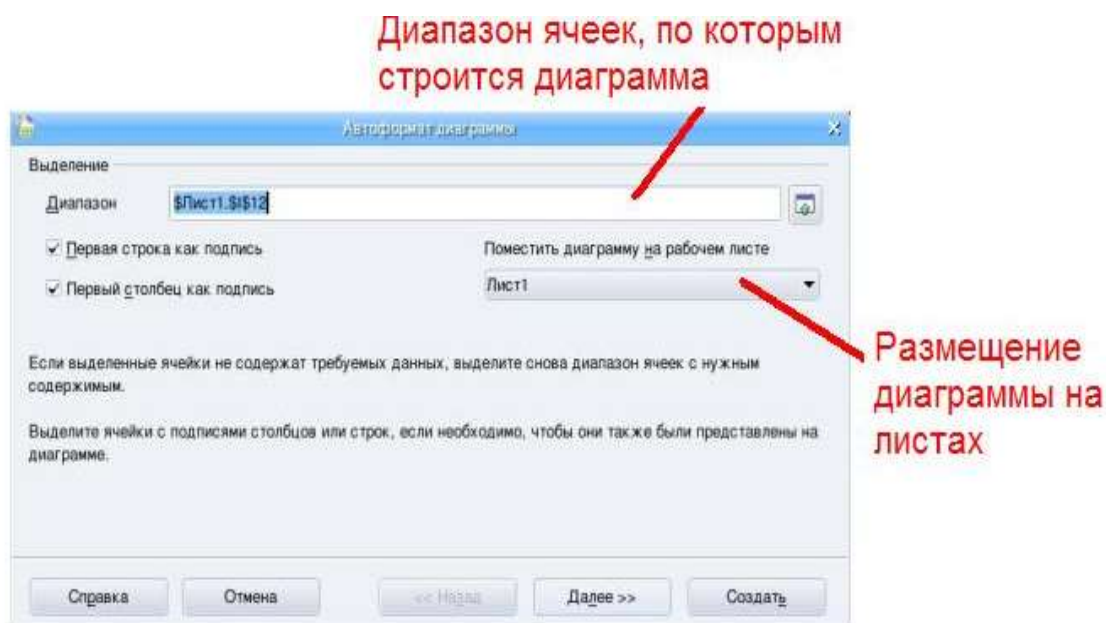 Диапазон ячеек, по которым
строится диаграмма
Автоформат диаграммы
Выделение
Диапазон
$Лист1.$I$12
Первая строка как подпись
Поместить диаграмму на рабочем листе
Первый столбец как подпись
Лист1
Размещение
диаграммы на
листах
Если выделенные ячейки не содержат требуемых данных, выделите снова диапазон ячеек с нужным
содержимым.
Выделите ячейки с подписями столбцов или строк, если необходимо, чтобы они также были представлены на
диаграмме.
Справка
Отмена
<< Назад
Далее >>
Создать